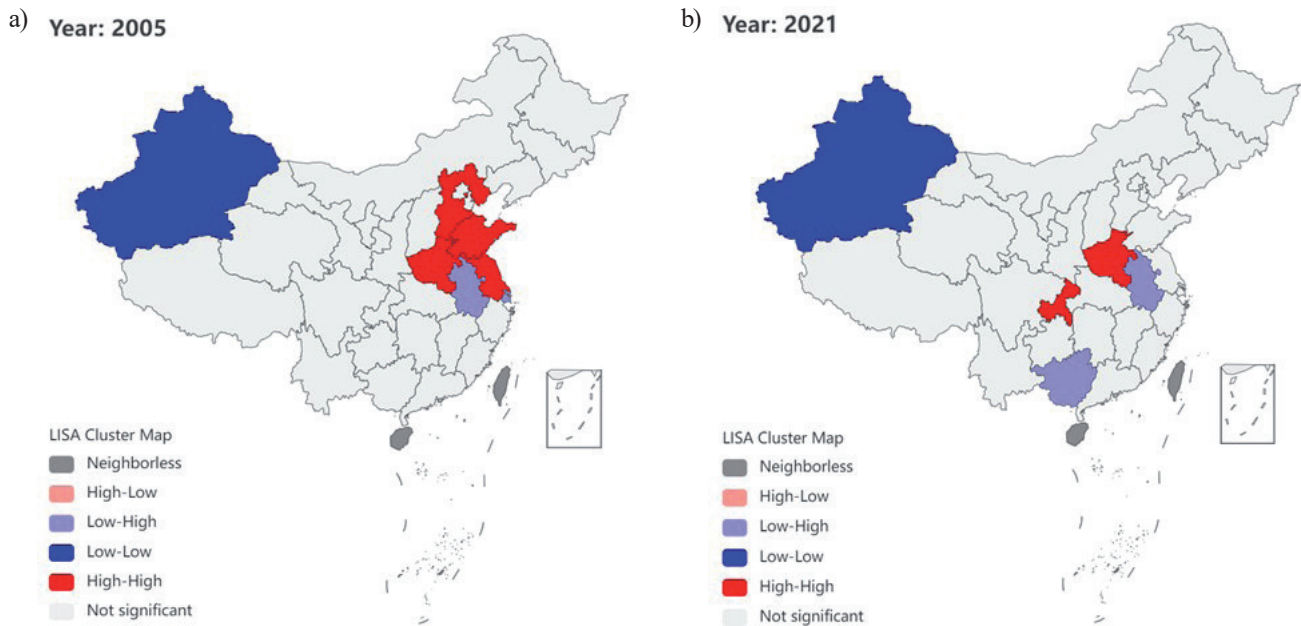 a)
Year: 2005
LISA Cluster Map
Neighborless
High-Low
Low-High
Low-Low
High-High
Not significant
b)
Year: 2021
LISA Cluster Map
Neighborless
High-Low
Low-High
Low-Low
High-High
Not significant